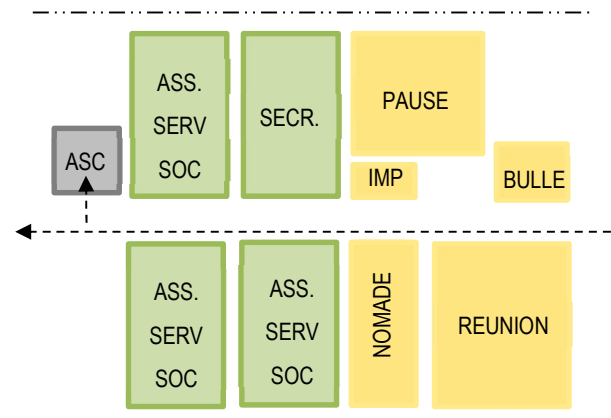 ASC
ASS.
SERV
SOC
SECR.
PAUSE
IMP
BULLE
ASS.
SERV
SOC
ASS.
SERV
SOC
NOMADE
REUNION